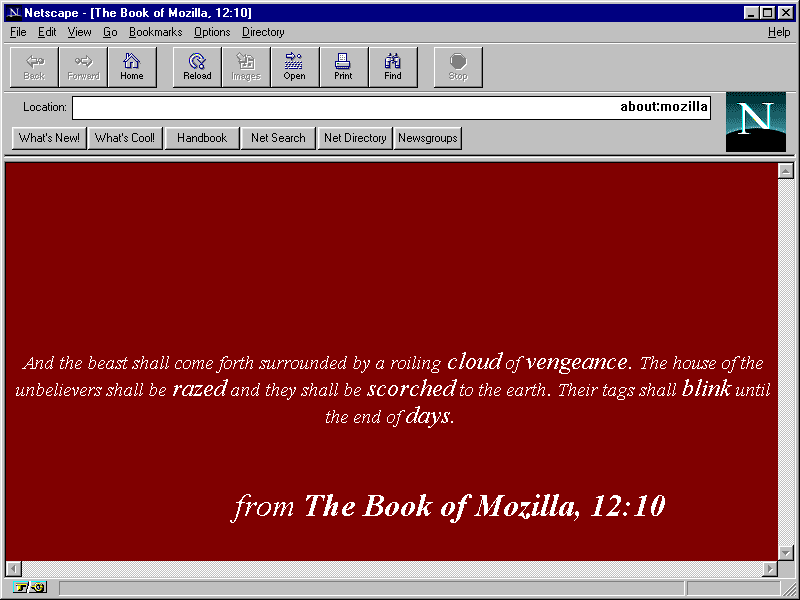 Netscape - [The Book of Mozilla, 12:10]
File Edit View Go Bookmarks Options Directory Help
Back Forward Home Reload Images Open Print Find Stop
Location: about:mozilla
N
What's New! What's Cool! Handbook Net Search Net Directory Newsgroups
And the beast shall come forth surrounded by a roiling cloud of vengeance. The house of the
unbelievers shall be razed and they shall be scorched to the earth. Their tags shall blink until
the end of days.
from The Book of Mozilla, 12:10